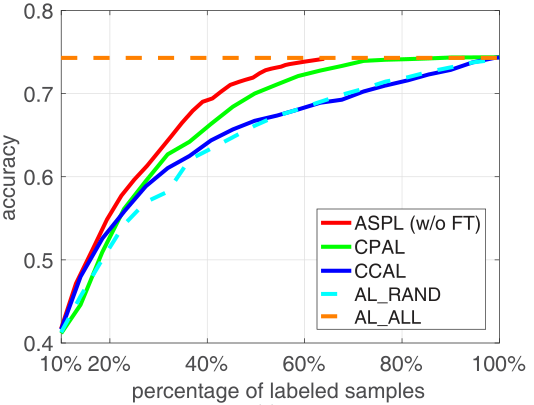 0.8
0.7
0.6
0.5
0.4
accuracy
ASPL (w/o FT)
CPAL
CCAL
AL_RAND
AL_ALL
10% 20% 40% 60% 80% 100%
percentage of labeled samples